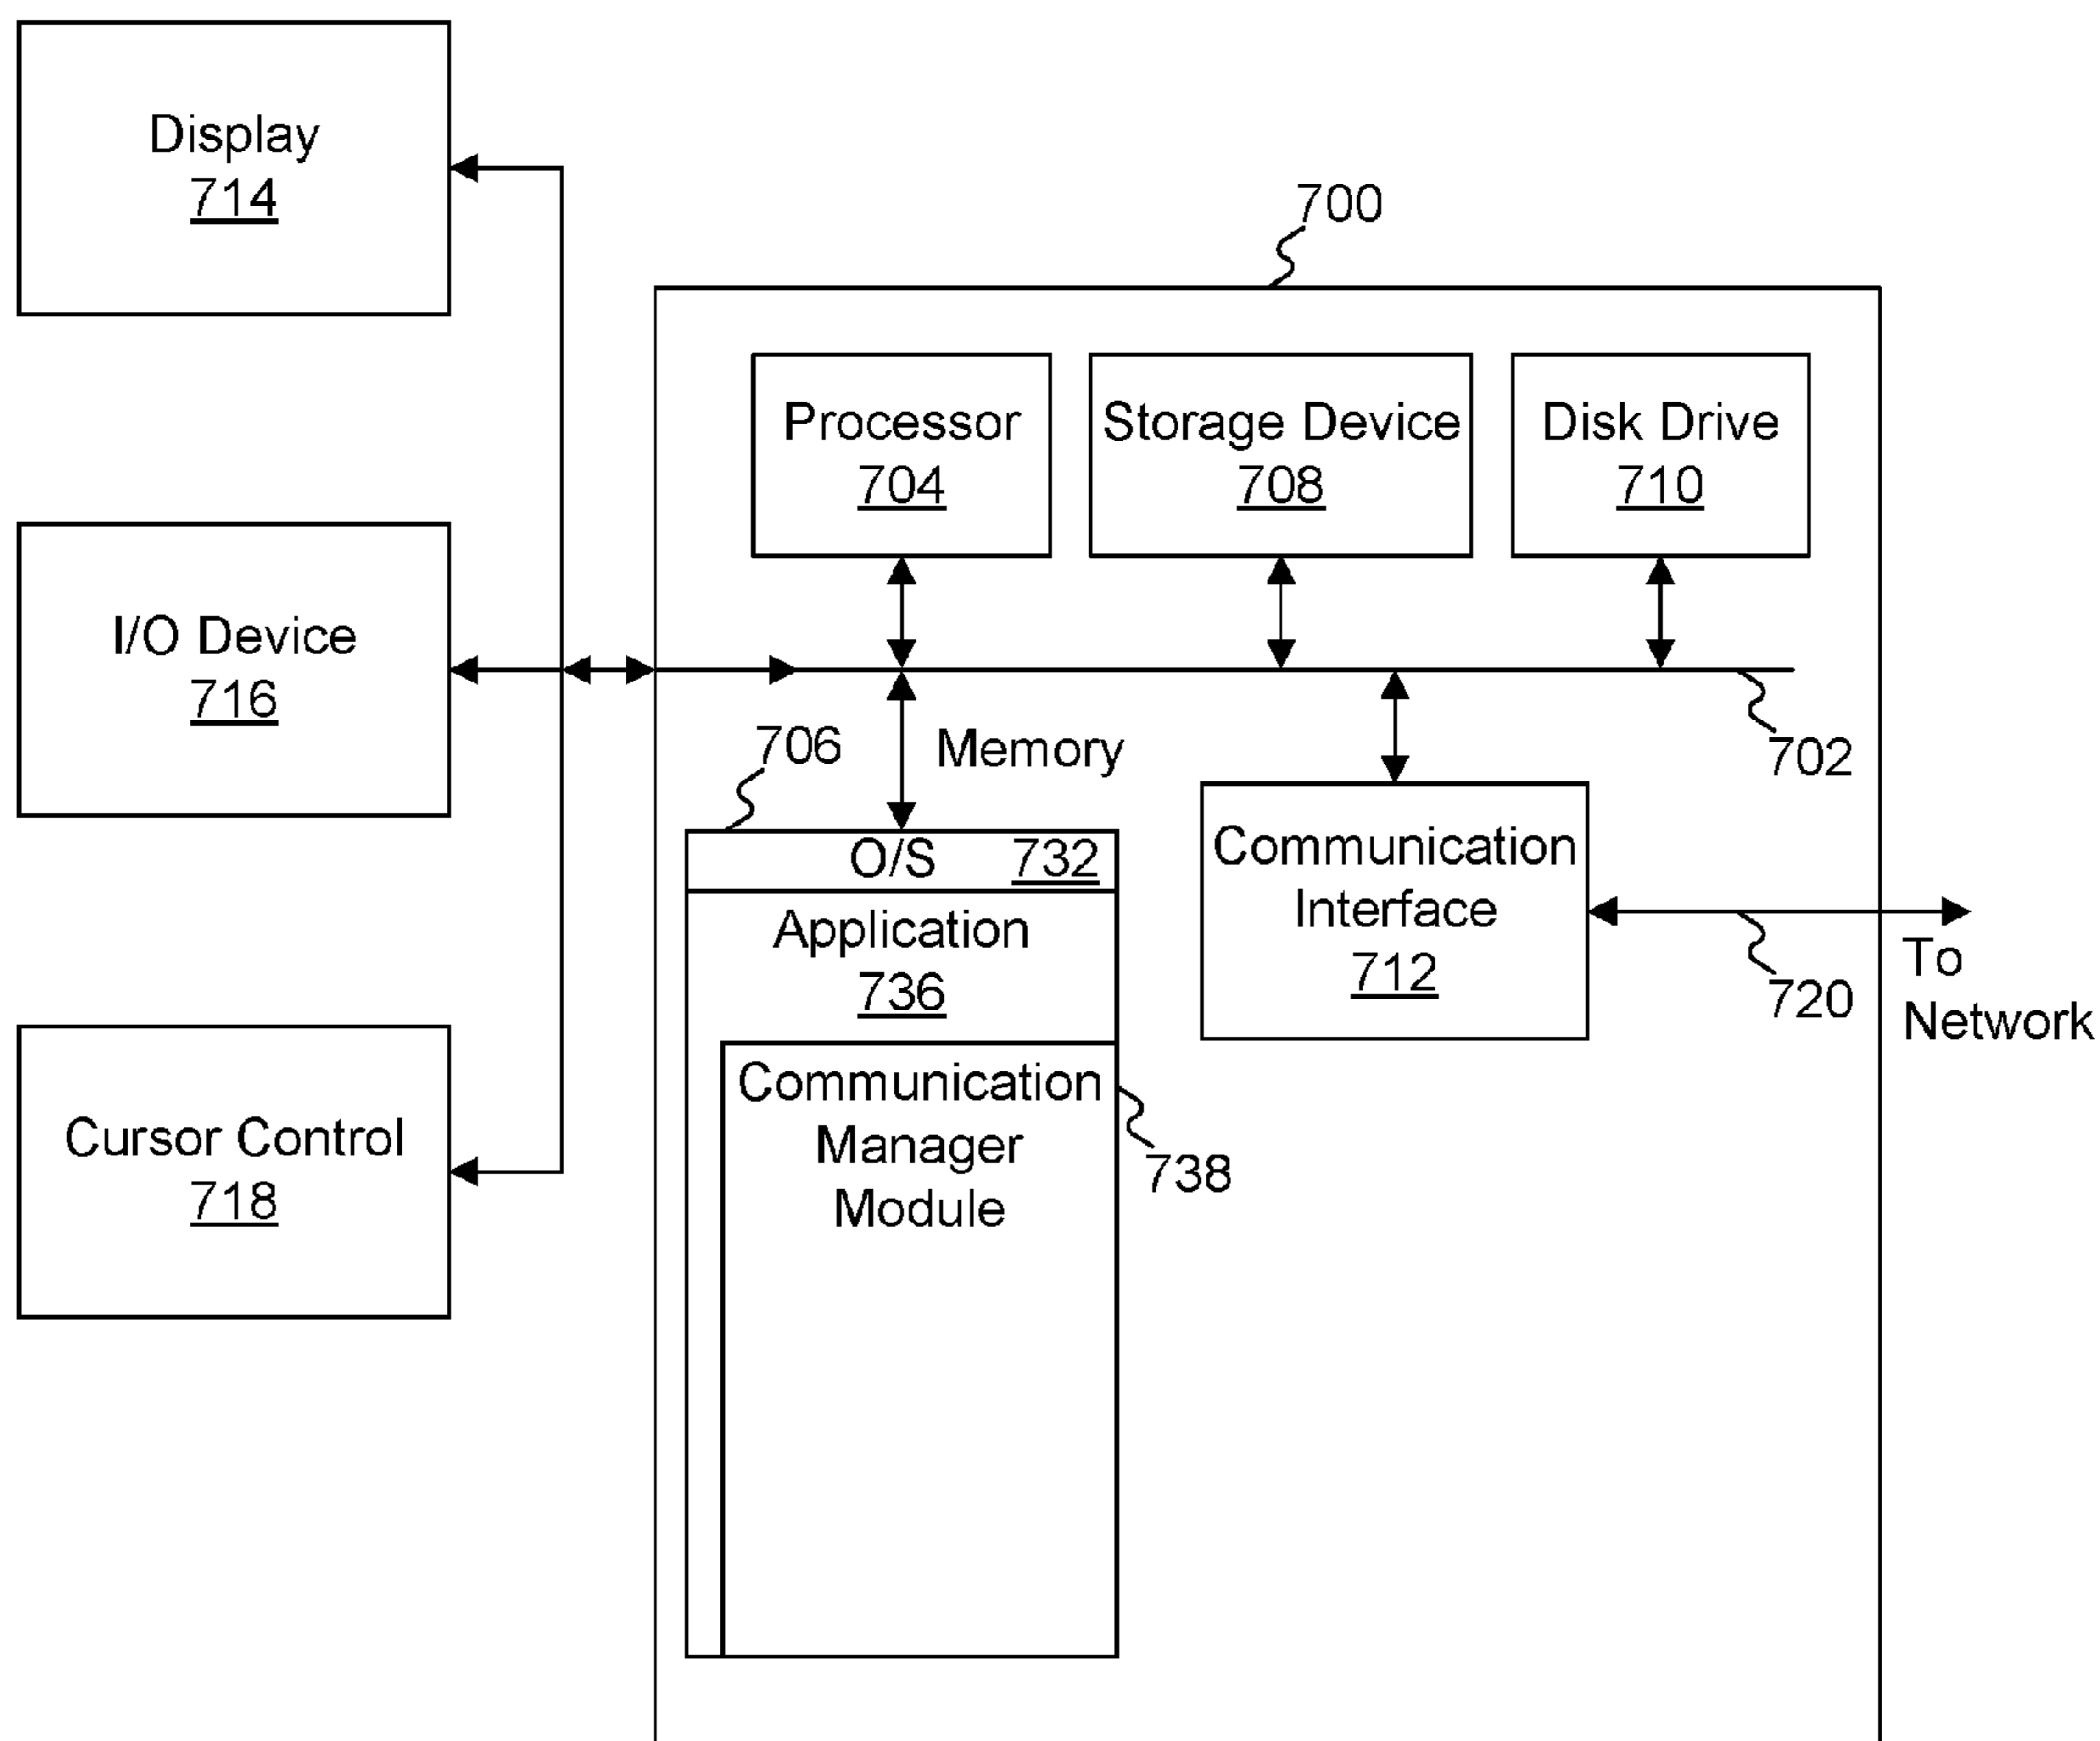 Display
714
700
Processor
704
Storage Device
708
Disk Drive
710
I/O Device
716
706
Memory
702
O/S 732
Application
736
Communication
Interface
712
720
To
Network
Communication
Manager
Module
738
Cursor Control
718